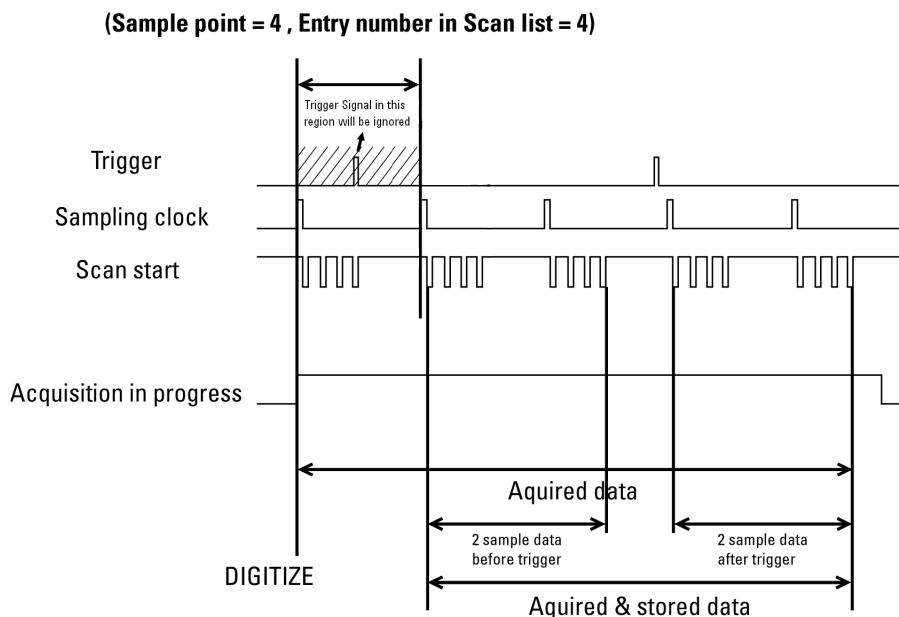 (Sample point = 4 , Entry number in Scan list = 4)
Trigger Signal in this
region will be ignored
Trigger
Sampling clock
Scan start
Acquisition in progress
Aquired data
2 sample data
before trigger
2 sample data
after trigger
DIGITIZE
Aquired & stored data